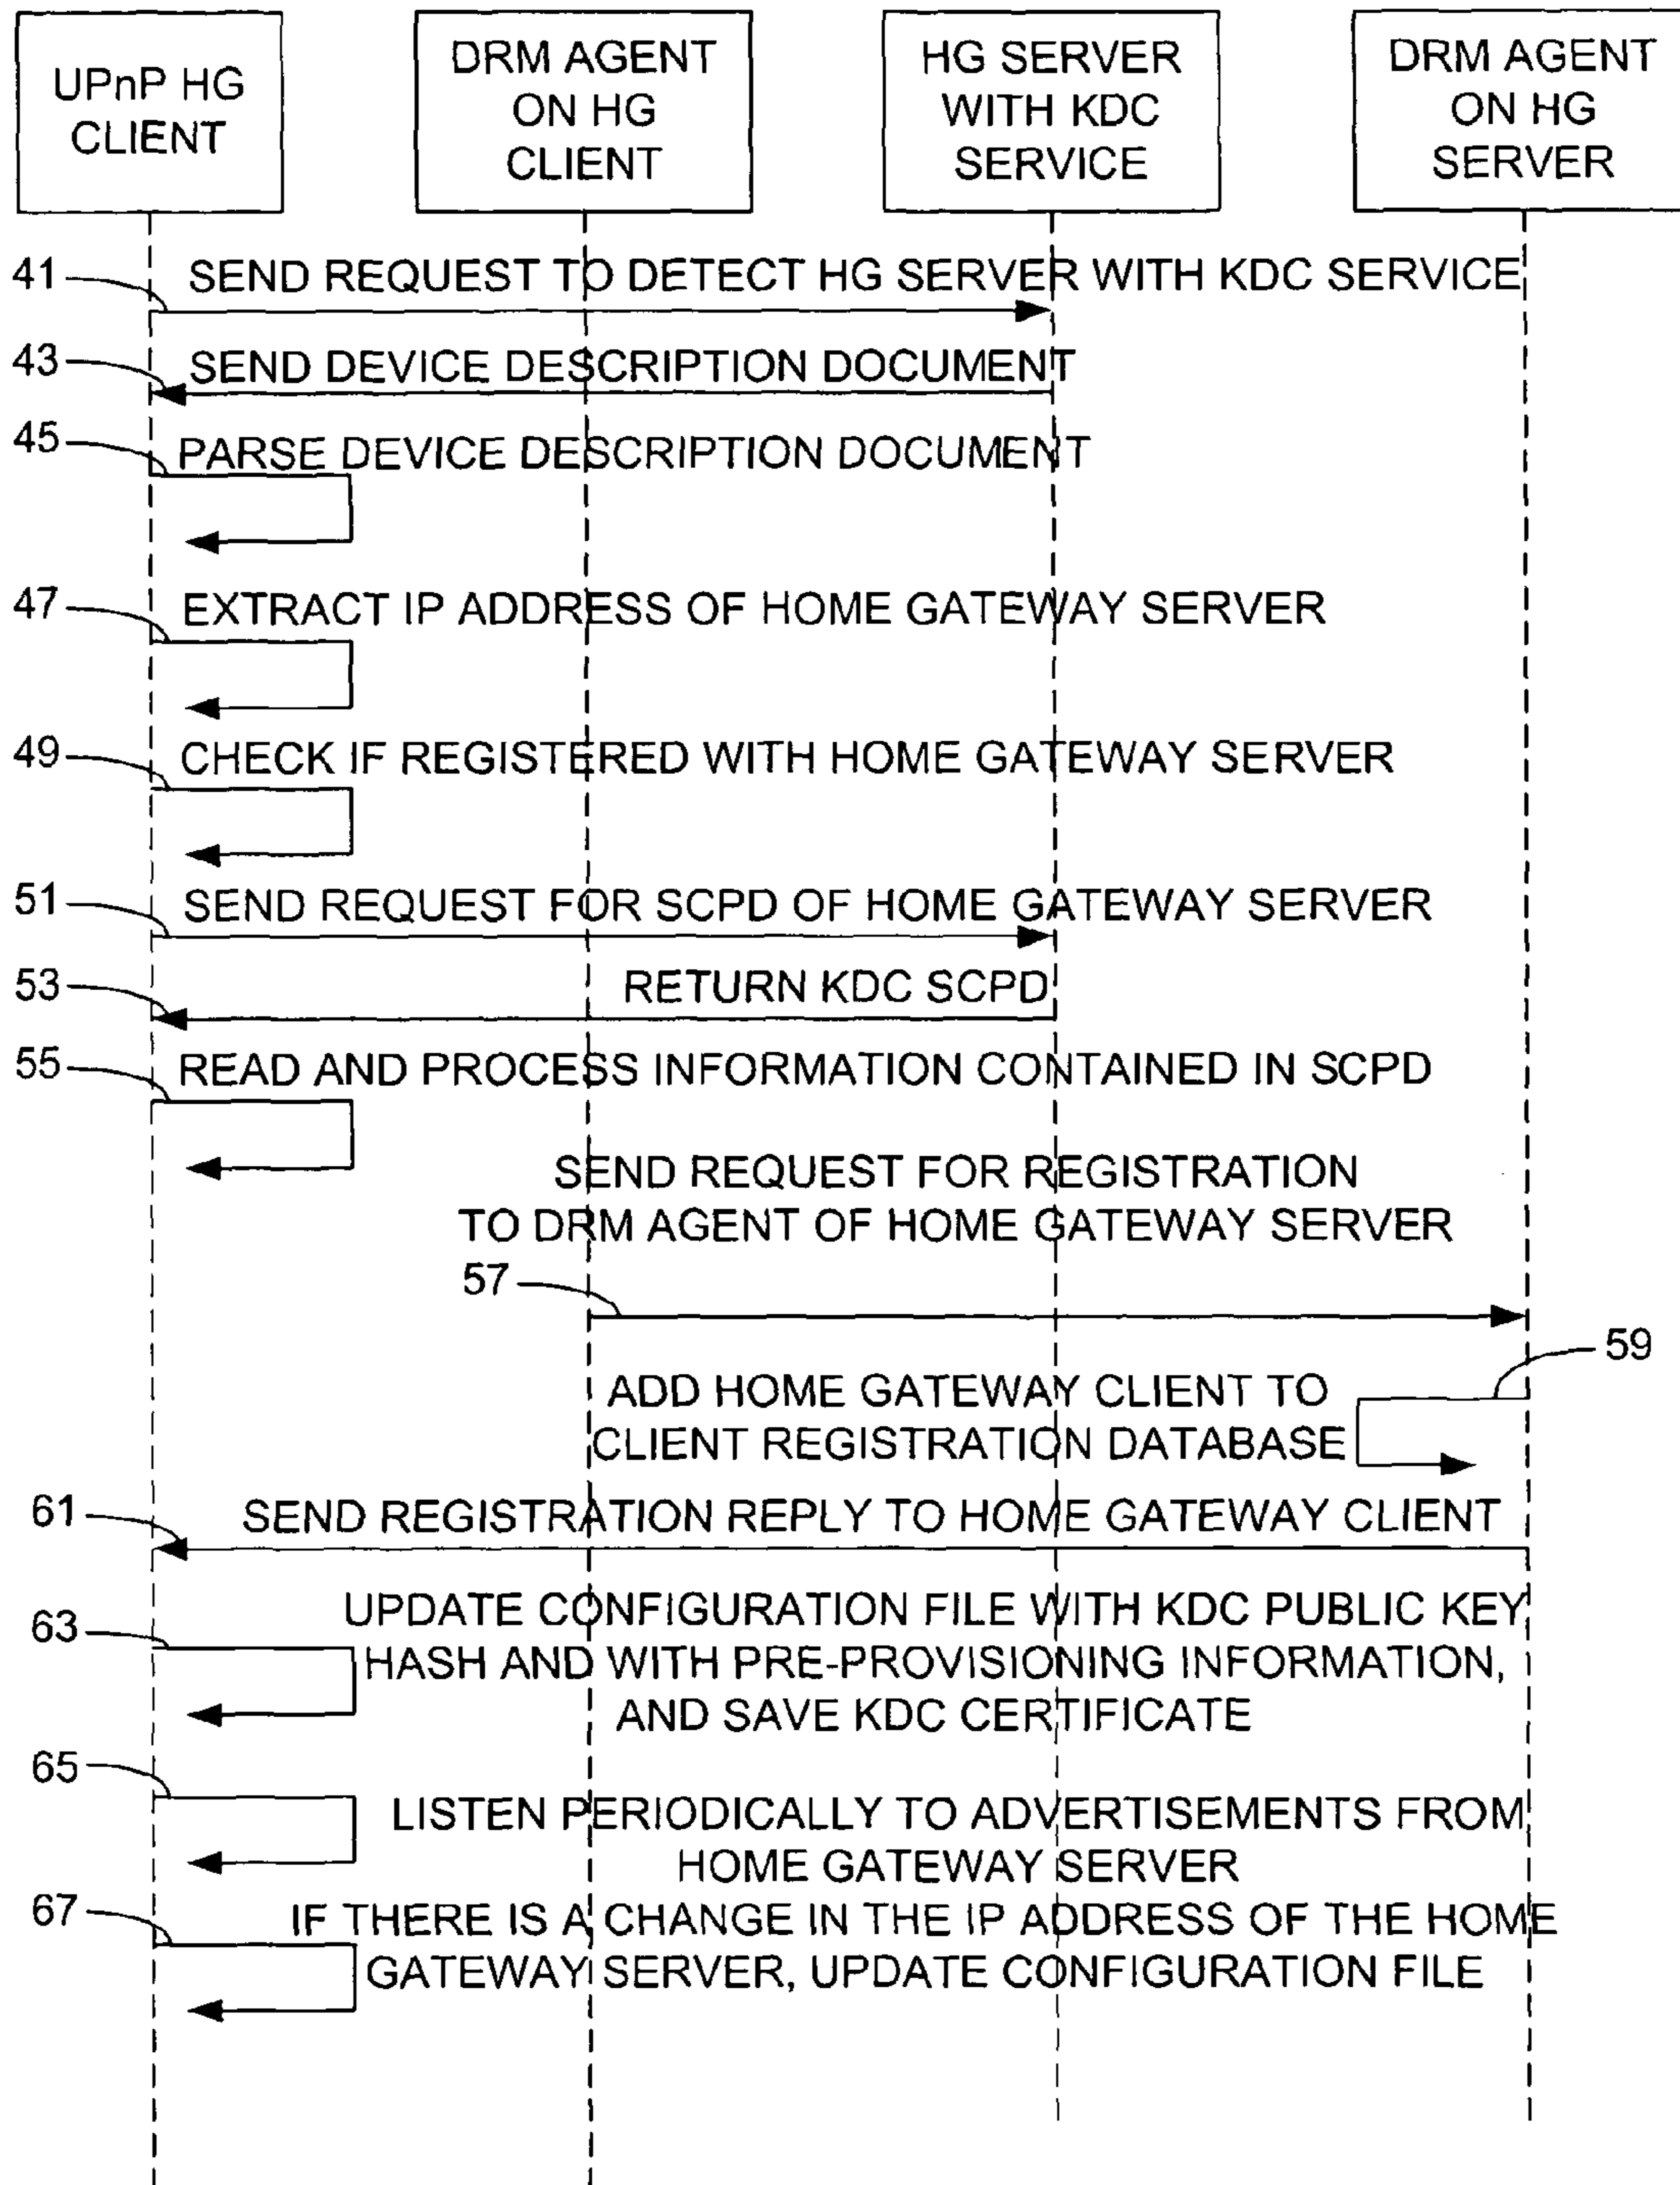 UPnP HG
CLIENT
DRM AGENT
ON HG
CLIENT
HG SERVER
WITH KDC
SERVICE
DRM AGENT
ON HG
SERVER
41
SEND REQUEST TO DETECT HG SERVER WITH KDC SERVICE
43
SEND DEVICE DESCRIPTION DOCUMENT
45
PARSE DEVICE DESCRIPTION DOCUMENT
47
EXTRACT IP ADDRESS OF HOME GATEWAY SERVER
49
CHECK IF REGISTERED WITH HOME GATEWAY SERVER
51
SEND REQUEST FOR SCPD OF HOME GATEWAY SERVER
53
RETURN KDC SCPD
55
READ AND PROCESS INFORMATION CONTAINED IN SCPD
SEND REQUEST FOR REGISTRATION
TO DRM AGENT OF HOME GATEWAY SERVER
57
59
ADD HOME GATEWAY CLIENT TO
CLIENT REGISTRATION DATABASE
61
SEND REGISTRATION REPLY TO HOME GATEWAY CLIENT
63
UPDATE CONFIGURATION FILE WITH KDC PUBLIC KEY
HASH AND WITH PRE-PROVISIONING INFORMATION,
AND SAVE KDC CERTIFICATE
65
LISTEN PERIODICALLY TO ADVERTISEMENTS FROM
HOME GATEWAY SERVER
67
IF THERE IS A CHANGE IN THE IP ADDRESS OF THE HOME
GATEWAY SERVER, UPDATE CONFIGURATION FILE